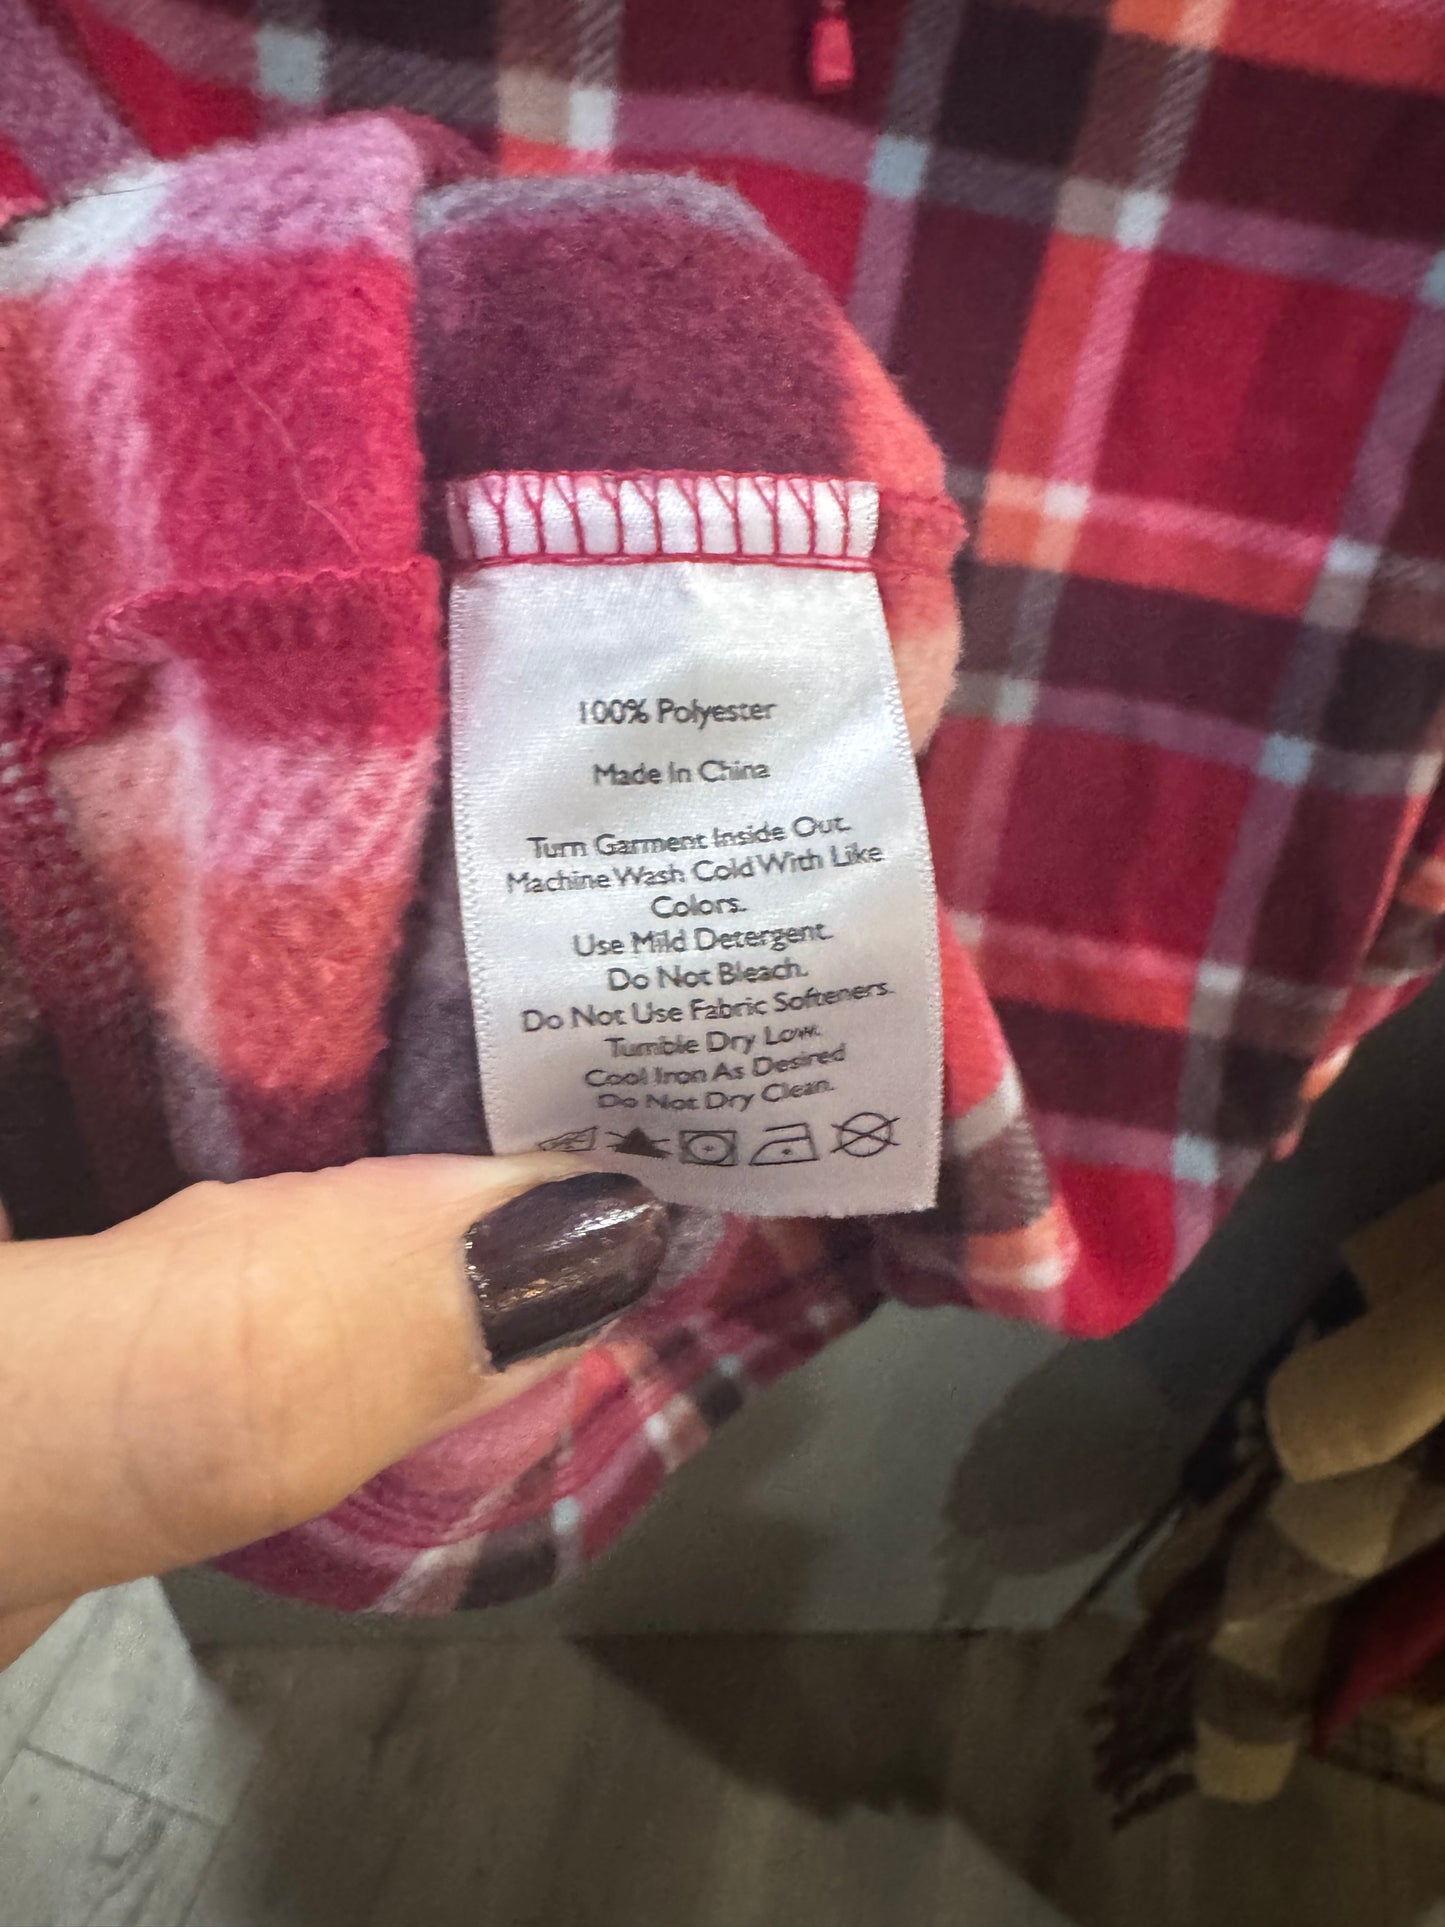 100% Polyester
Made In China
Turn Garment Inside Out.
Machine Wash Cold With Like
Colors.
Use Mild Detergent.
Do Not Bleach.
Do Not Use Fabric Softeners.
Tumble Dry Low.
Cool Iron As Desired
Do Not Dry Clean.